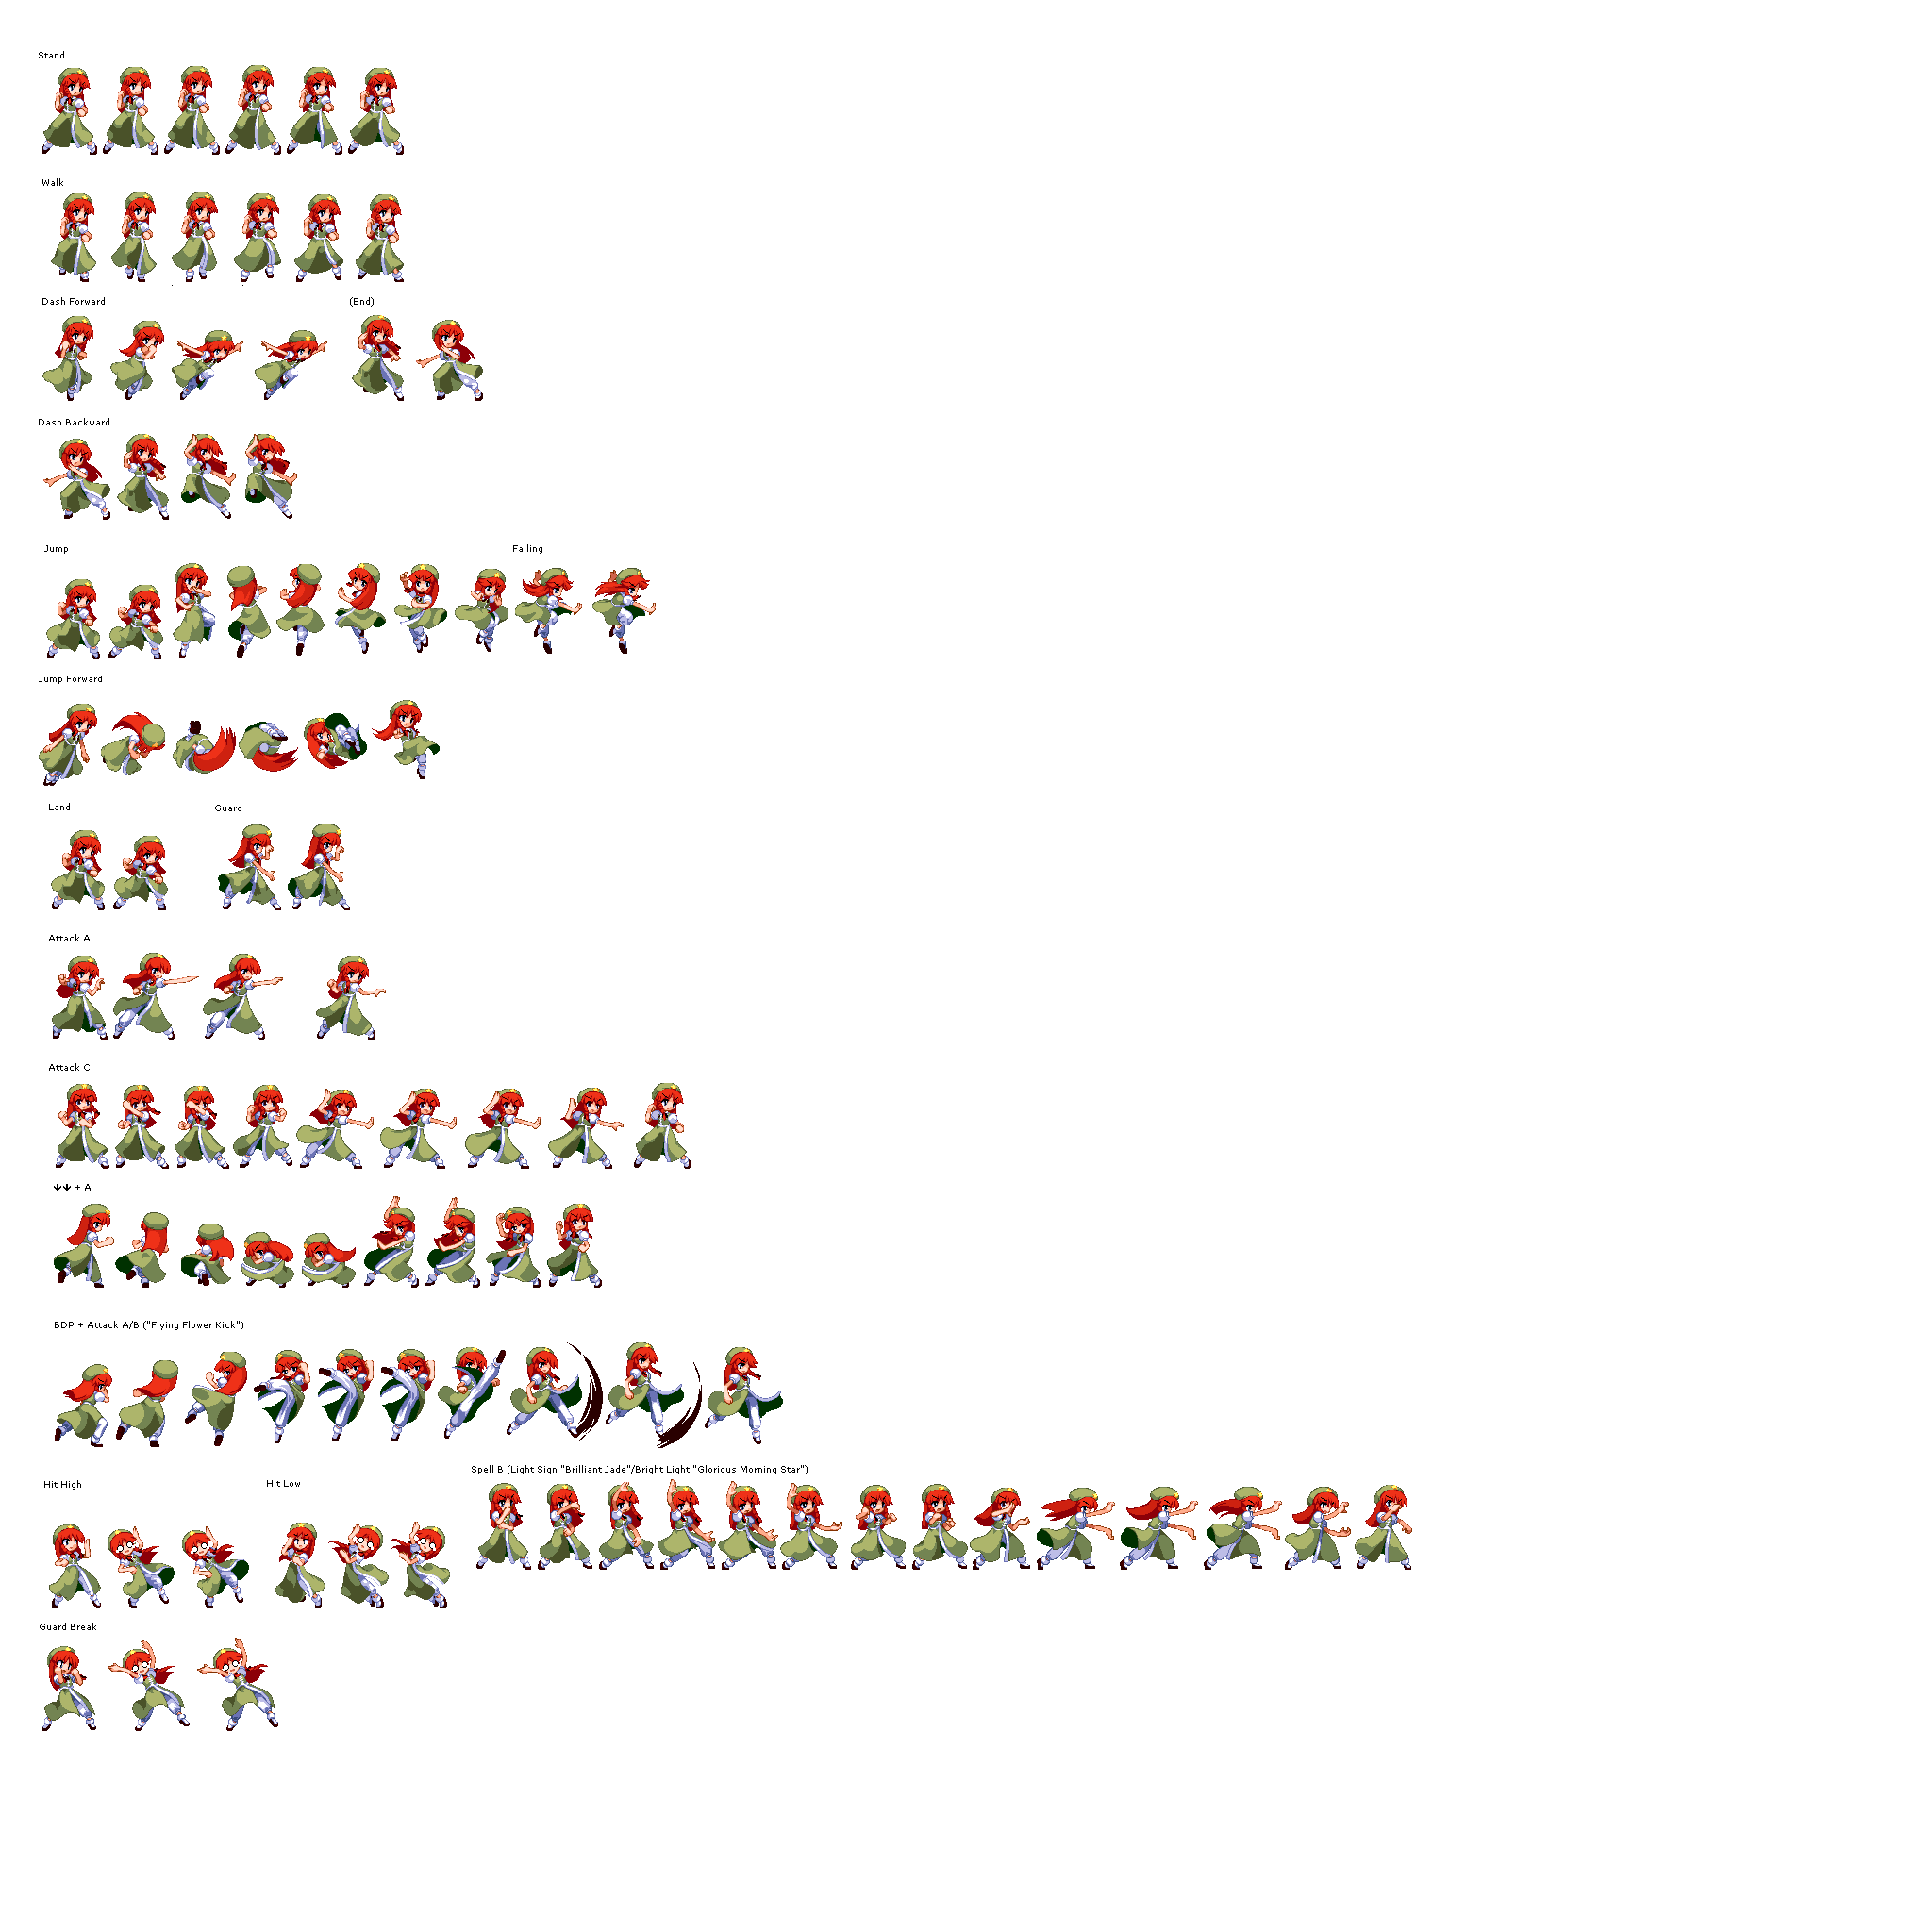 Stand
Walk
Dash Forward
(End)
Dash Backward
Jump
Falling
Jump Forward
Land
Guard
Attack A
Attack C
↓↓ + A
BDP + Attack A/B ("Flying Flower Kick")
Spell B (Light Sign "Brilliant Jade"/Bright Light "Glorious Morning Star")
Hit High
Hit Low
Guard Break